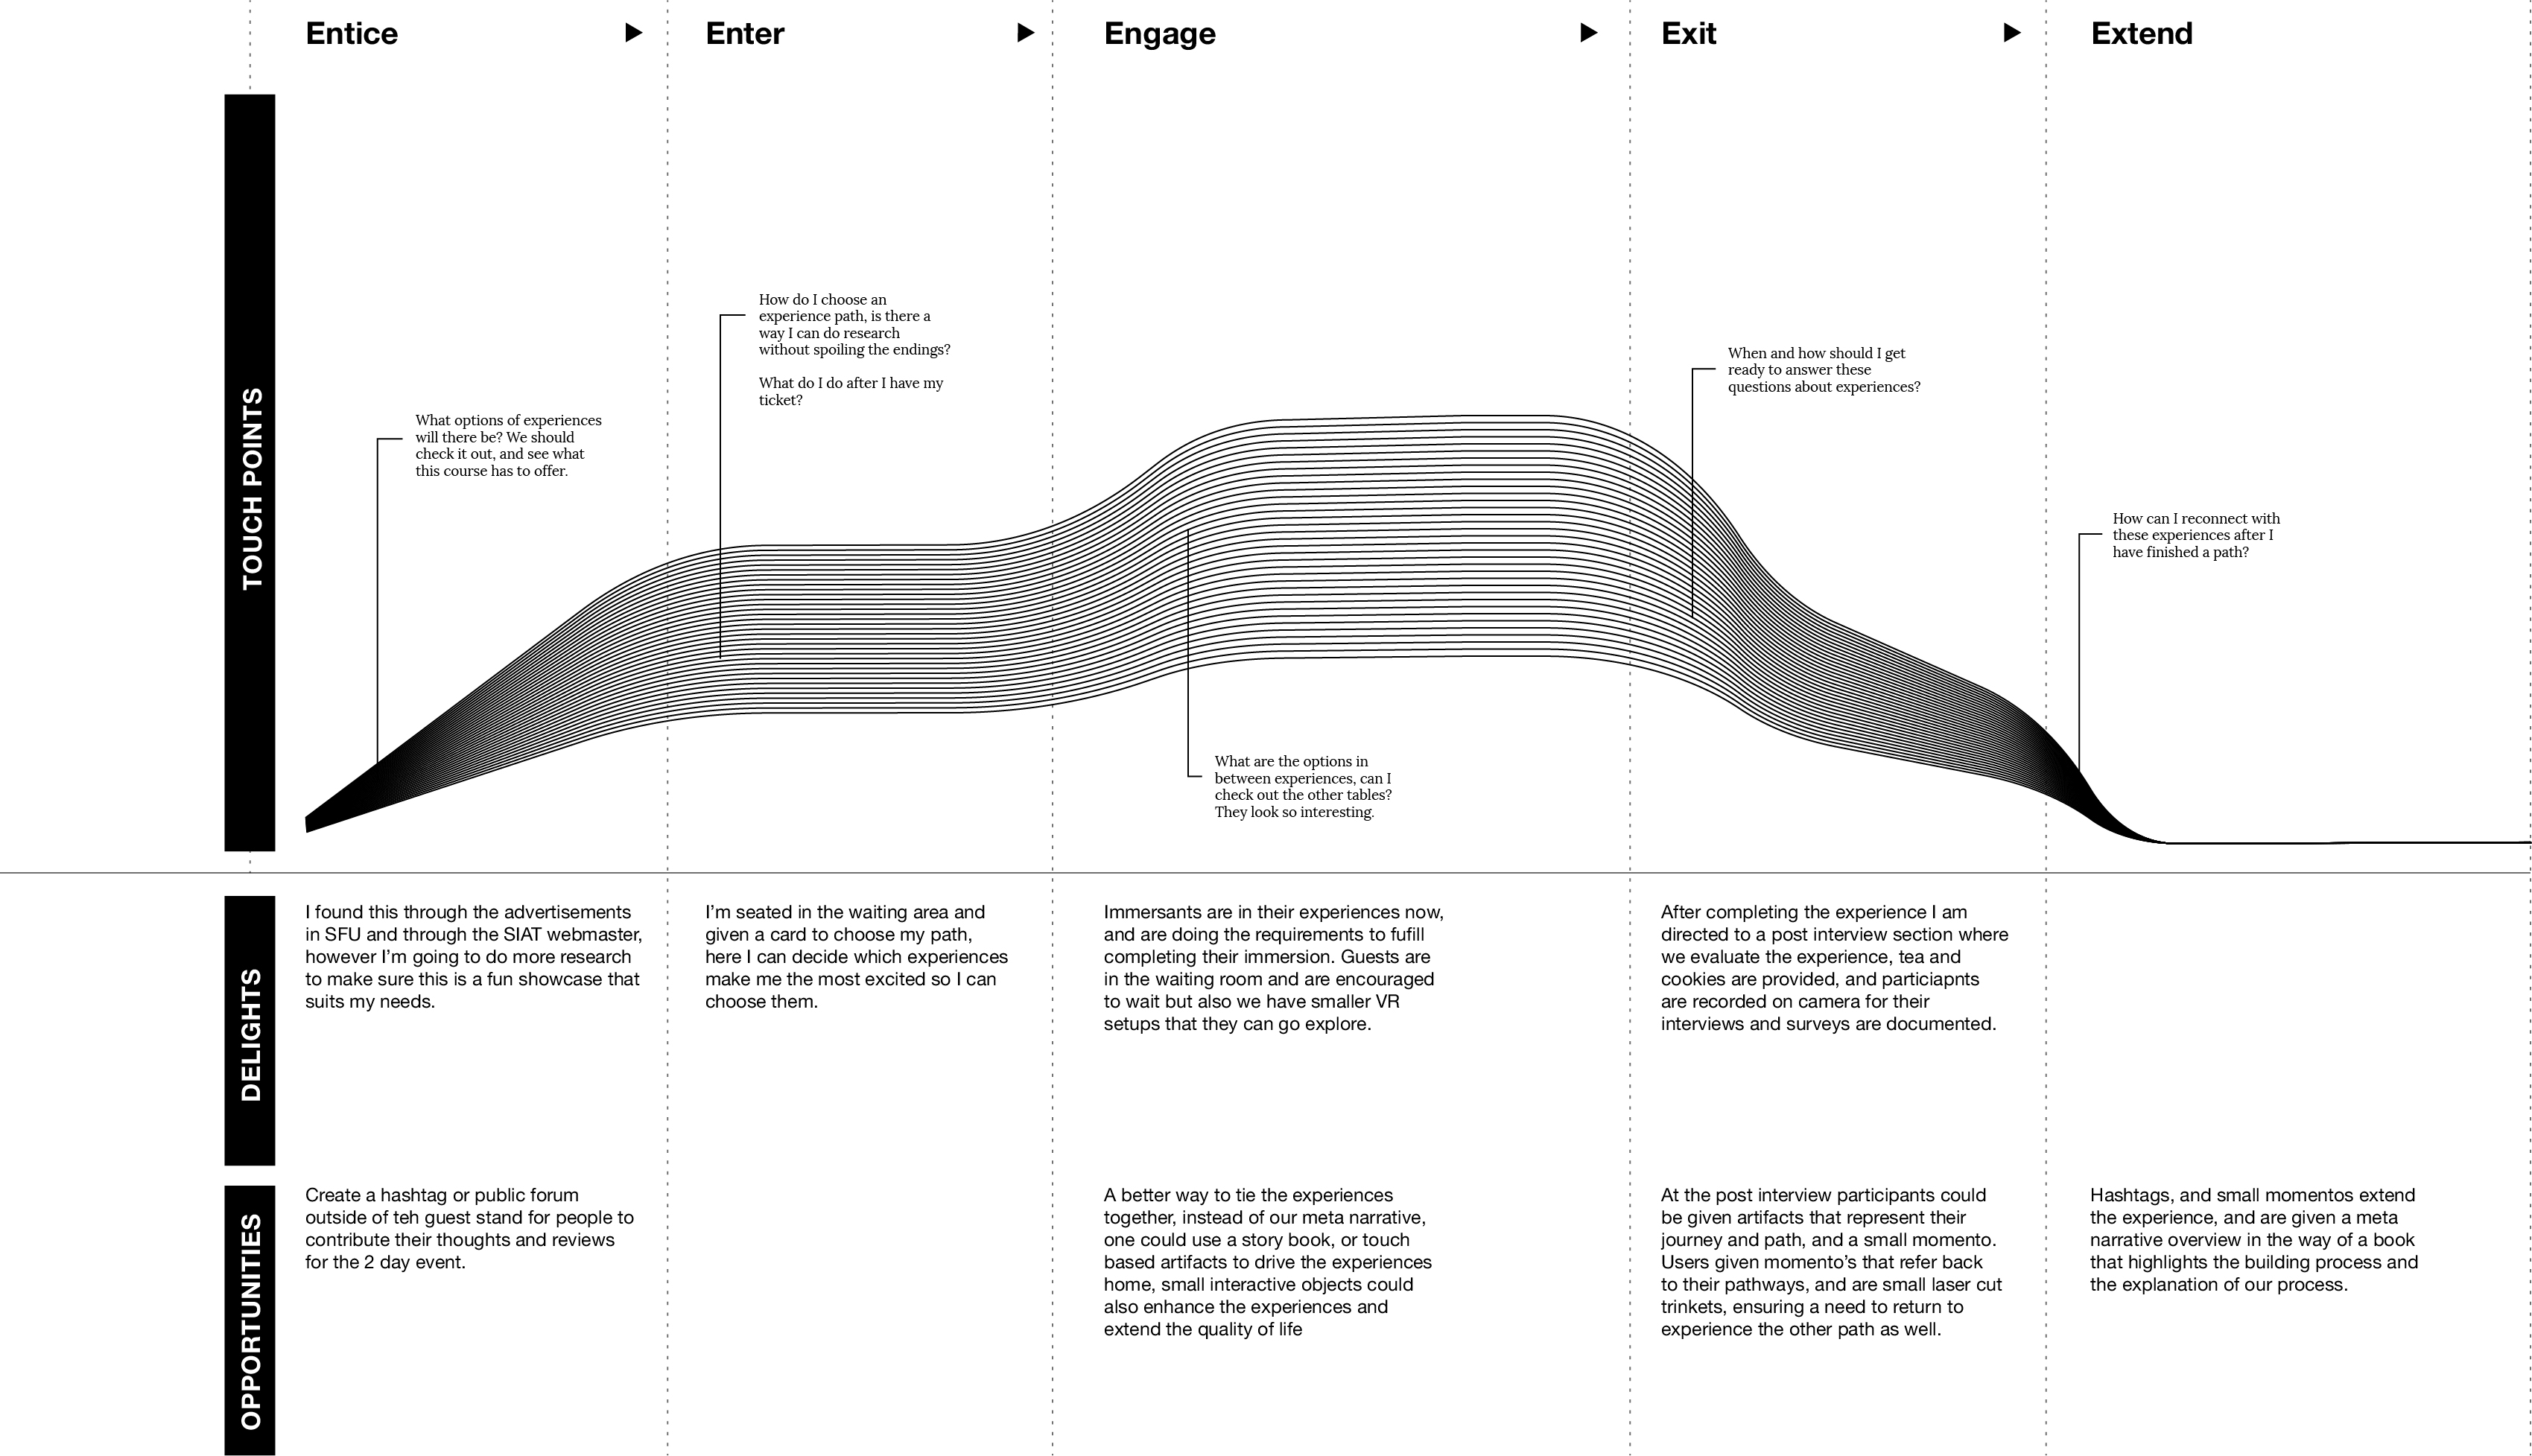 Entice
Enter
Engage
Exit
Extend
TOUCH POINTS
What options of experiences
will there be? We should
check it out, and see what
this course has to offer.
How do I choose an
experience path, is there a
way I can do research
without spoiling the endings?
What do I do after I have my
ticket?
What are the options in
between experiences, can I
check out the other tables?
They look so interesting.
When and how should I get
ready to answer these
questions about experiences?
How can I reconnect with
these experiences after I
have finished a path?
DELIGHTS
I found this through the advertisements
in SFU and through the SIAT webmaster,
however I'm going to do more research
to make sure this is a fun showcase that
suits my needs.
I'm seated in the waiting area and
given a card to choose my path,
here I can decide which experiences
make me the most excited so I can
choose them.
Immersants are in their experiences now,
and are doing the requirements to fufill
completing their immersion. Guests are
in the waiting room and are encouraged
to wait but also we have smaller VR
setups that they can go explore.
After completing the experience I am
directed to a post interview section where
we evaluate the experience, tea and
cookies are provided, and particiapnts
are recorded on camera for their
interviews and surveys are documented.
OPPORTUNITIES
Create a hashtag or public forum
outside of teh guest stand for people to
contribute their thoughts and reviews
for the 2 day event.
A better way to tie the experiences
together, instead of our meta narrative,
one could use a story book, or touch
based artifacts to drive the experiences
home, small interactive objects could
also enhance the experiences and
extend the quality of life
At the post interview participants could
be given artifacts that represent their
journey and path, and a small momento.
Users given momento's that refer back
to their pathways, and are small laser cut
trinkets, ensuring a need to return to
experience the other path as well.
Hashtags, and small momentos extend
the experience, and are given a meta
narrative overview in the way of a book
that highlights the building process and
the explanation of our process.